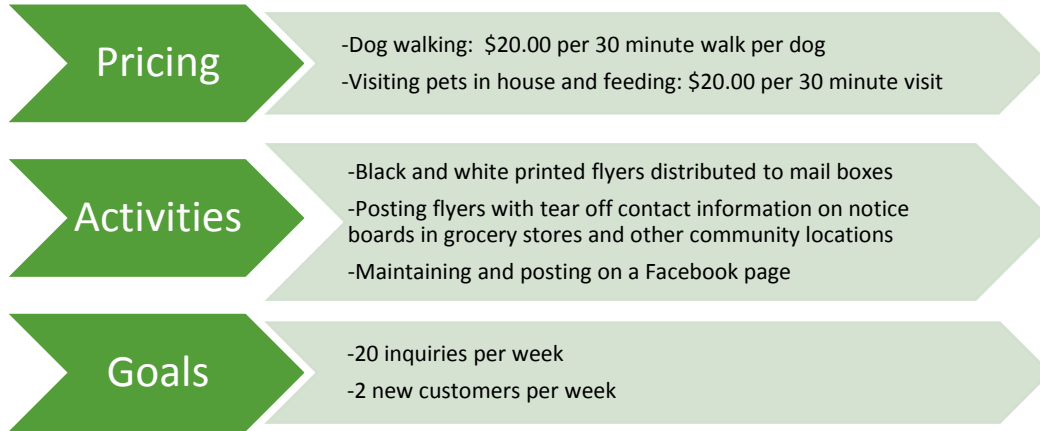 Pricing
-Dog walking:  $20.00 per 30 minute walk per dog
-Visiting pets in house and feeding: $20.00 per 30 minute visit
Activities
-Black and white printed flyers distributed to mail boxes
-Posting flyers with tear off contact information on notice
boards in grocery stores and other community locations
-Maintaining and posting on a Facebook page
Goals
-20 inquiries per week
-2 new customers per week